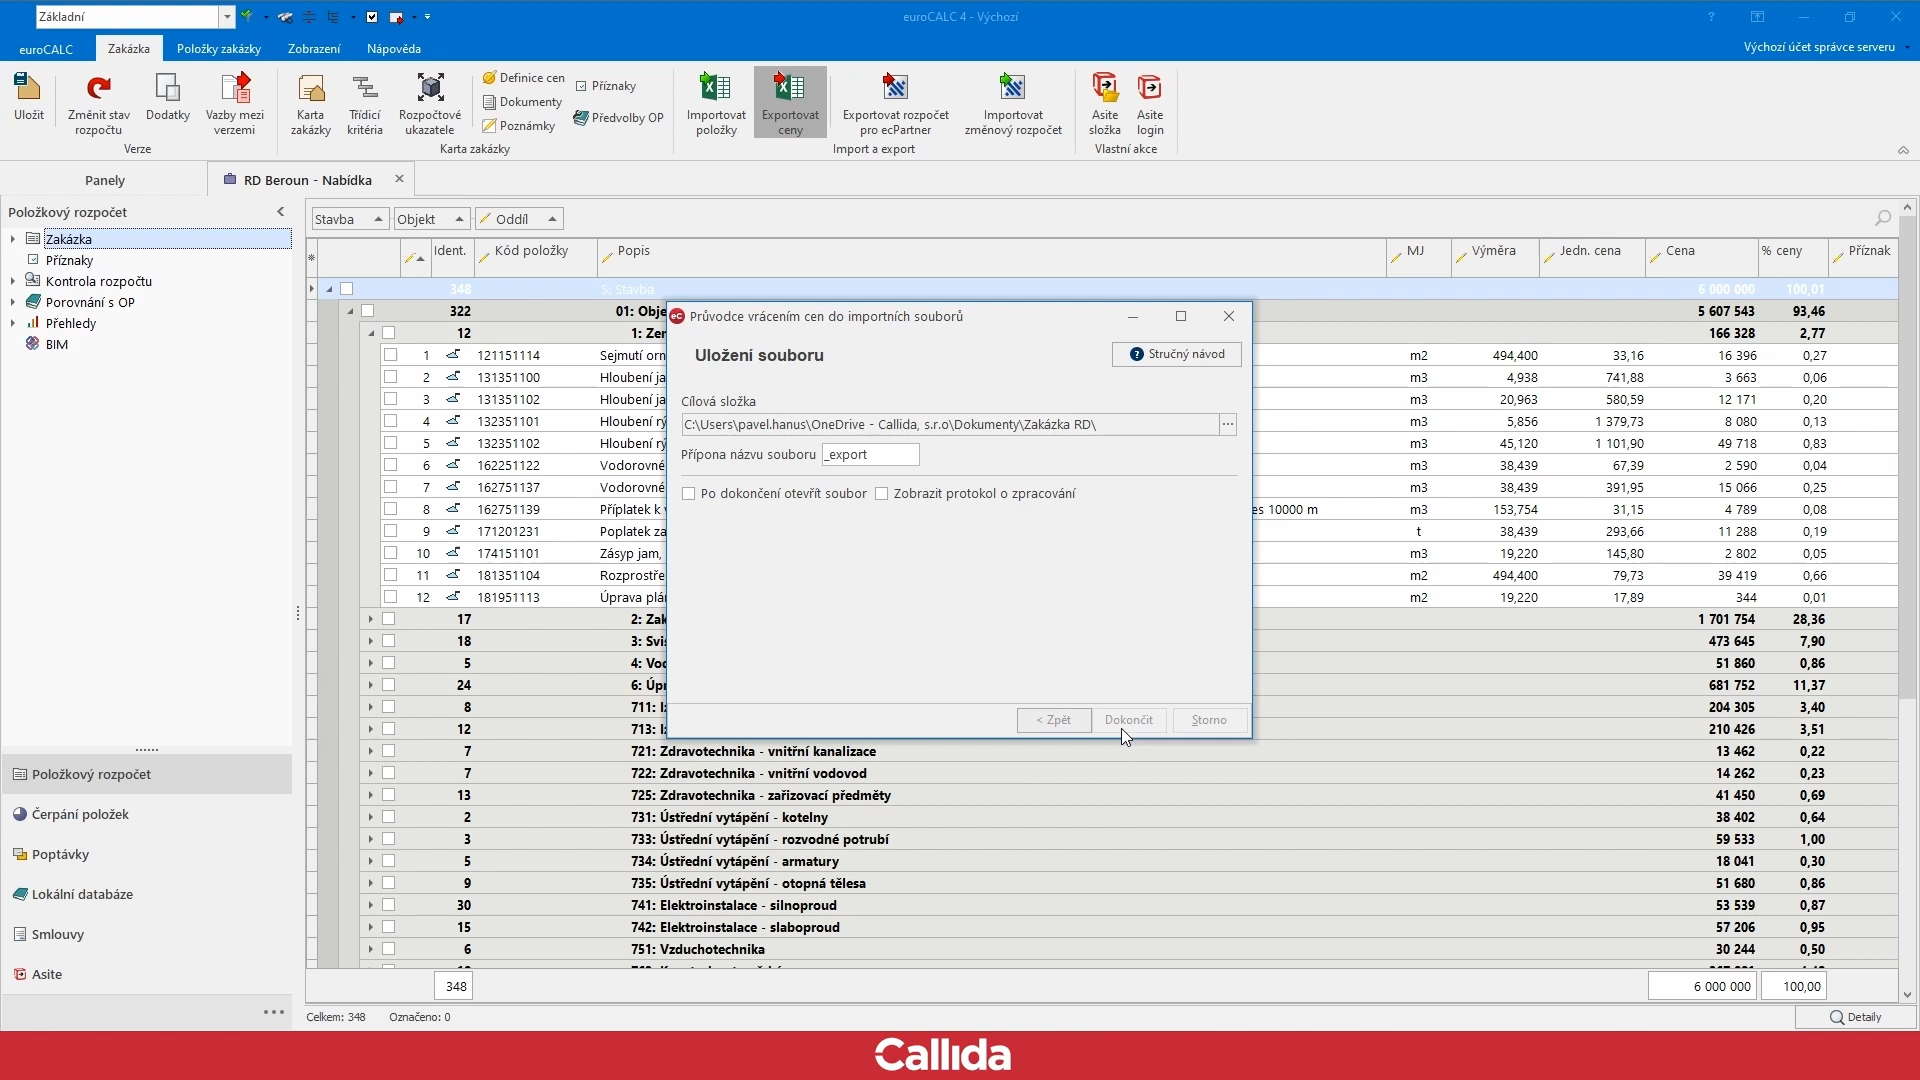 Základní
euroCALC 4 - Výchozí
?
euroCALC Zakázka Položky zakázky Zobrazení Nápověda
Výchozí účet správce serveru
Uložit
Změnit stav
rozpočtu
Dodatky
Vazby mezi
verzemi
Verze
Karta
zakázky
Třídicí
kritéria
Rozpočtové
ukazatele
Definice cen
Dokumenty
Poznámky
Příznaky
Předvolby OP
Karta zakázky
Importovat
položky
Exportovat
ceny
Exportovat rozpočet
pro ecPartner
Importovat
změnový rozpočet
Import a export
Asite
složka
Asite
login
Vlastní akce
Panely
RD Beroun - Nabídka
Položkový rozpočet
Zakázka
Příznaky
Kontrola rozpočtu
Porovnání s OP
Přehledy
BIM
Položkový rozpočet
Čerpání položek
Poptávky
Lokální databáze
Smlouvy
Asite
Stavba Objekt Oddíl
Ident. Kód položky Popis MJ Výměra Jedn. cena Cena % ceny Příznak
348 S: Stavba 6 000 000 100,01
322 01: Obje 5 607 543 93,46
12 1: Zer 166 328 2,77
1 121151114 Sejmutí orn m2 494,400 33,16 16 396 0,27
2 131351100 Hloubení ja m3 4,938 741,88 3 663 0,06
3 131351102 Hloubení ja m3 20,963 580,59 12 171 0,20
4 132351101 Hloubení rý m3 5,856 1 379,73 8 080 0,13
5 132351102 Hloubení rý m3 45,120 1 101,90 49 718 0,83
6 162251122 Vodorovné m3 38,439 67,39 2 590 0,04
7 162751137 Vodorovné m3 38,439 391,95 15 066 0,25
8 162751139 Příplatek k v es 10000 m m3 153,754 31,15 4 789 0,08
9 171201231 Poplatek za t 38,439 293,66 11 288 0,19
10 174151101 Zásyp jam, m3 19,220 145,80 2 802 0,05
11 181351104 Rozprostře m2 494,400 79,73 39 419 0,66
12 181951113 Úprava plá m2 19,220 17,89 344 0,01
17 2: Zak 1 701 754 28,36
18 3: Svi 473 645 7,90
5 4: Voc 51 860 0,86
24 6: Úpr 681 752 11,37
8 711: Iz 204 305 3,40
12 713: Iz 210 426 3,51
7 721: Zdravotechnika - vnitřní kanalizace 13 462 0,22
7 722: Zdravotechnika - vnitřní vodovod 14 262 0,23
13 725: Zdravotechnika - zařizovací předměty 41 450 0,69
2 731: Ústřední vytápění - kotelny 38 402 0,64
3 733: Ústřední vytápění - rozvodné potrubí 59 533 1,00
5 734: Ústřední vytápění - armatury 18 041 0,30
9 735: Ústřední vytápění - otopná tělesa 51 680 0,86
30 741: Elektroinstalace - silnoproud 53 539 0,87
15 742: Elektroinstalace - slaboproud 57 206 0,95
6 751: Vzduchotechnika 30 244 0,50
348 6 000 000 100,00
Celkem: 348 Označeno: 0
Detaily
Průvodce vrácením cen do importních souborů
Uložení souboru
Stručný návod
Cílová složka
C:\Users\pavel.hanus\OneDrive - Callida, s.r.o\Dokumenty\Zakázka RD\
...
Přípona názvu souboru _export
Po dokončení otevřít soubor Zobrazit protokol o zpracování
< Zpět Dokončit Storno
Callida